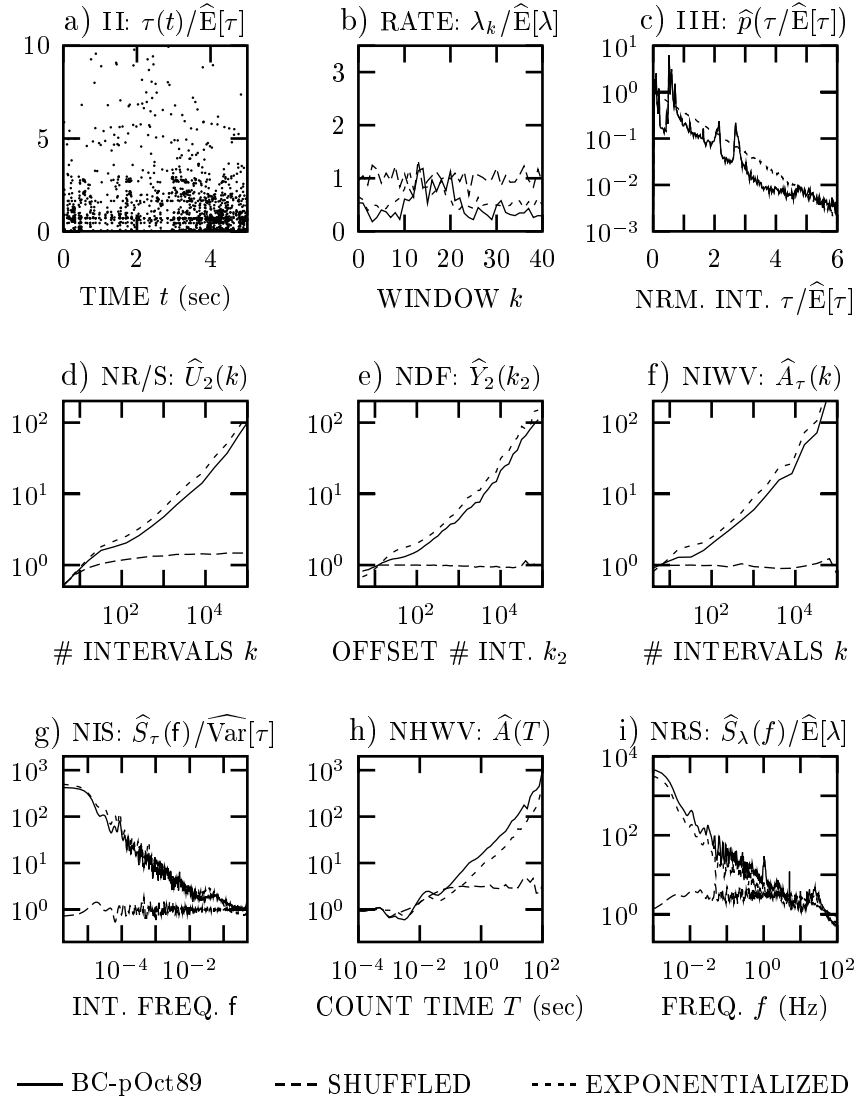 a) II: τ(t)/Ê[τ]
b) RATE: λ_k/Ê[λ]
c) IIH: p̂(τ/Ê[τ])
10
5
0
0 2 4
TIME t (sec)
3
2
1
0
0 10 20 30 40
WINDOW k
10^1
10^0
10^−1
10^−2
10^−3
0 2 4 6
NRM. INT. τ/Ê[τ]
d) NR/S: Û_2(k)
e) NDF: Ŷ_2(k_2)
f) NIWV: Â_τ(k)
10^2
10^1
10^0
10^2 10^4
# INTERVALS k
10^2
10^1
10^0
10^2 10^4
OFFSET # INT. k_2
10^2
10^1
10^0
10^2 10^4
# INTERVALS k
g) NIS: Ŝ_τ(f)/V̂ar[τ]
h) NHWV: Â(T)
i) NRS: Ŝ_λ(f)/Ê[λ]
10^3
10^2
10^1
10^0
10^−4 10^−2
INT. FREQ. f
10^3
10^2
10^1
10^0
10^−4 10^−2 10^0 10^2
COUNT TIME T (sec)
10^4
10^2
10^0
10^−2 10^0 10^2
FREQ. f (Hz)
BC-pOct89 SHUFFLED EXPONENTIALIZED